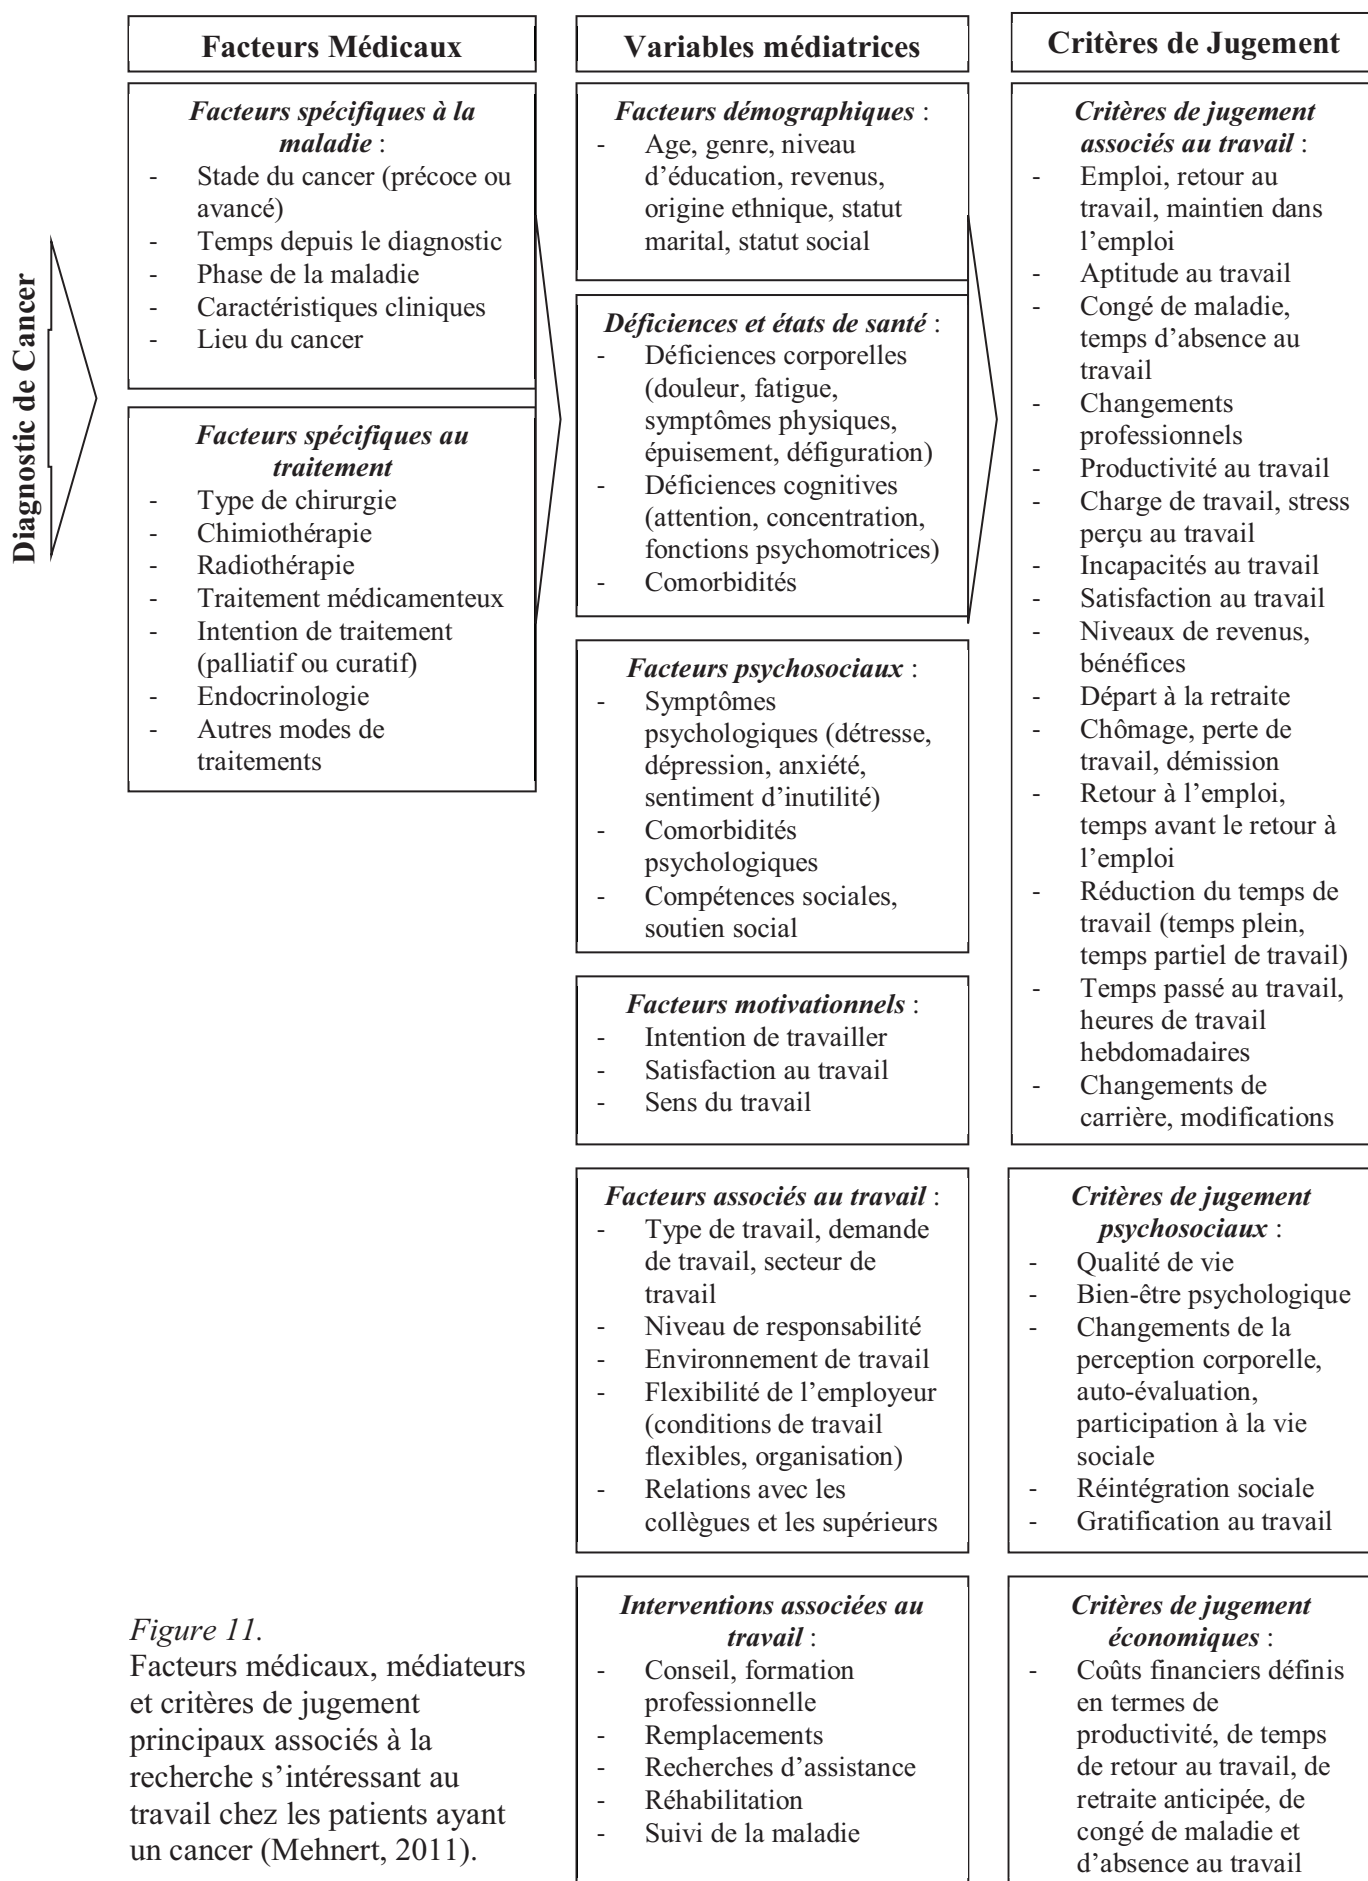 Diagnostic de Cancer
Facteurs Médicaux
Facteurs spécifiques à la
maladie :
- Stade du cancer (précoce ou
avancé)
- Temps depuis le diagnostic
- Phase de la maladie
- Caractéristiques cliniques
- Lieu du cancer
Facteurs spécifiques au
traitement
- Type de chirurgie
- Chimiothérapie
- Radiothérapie
- Traitement médicamenteux
- Intention de traitement
(palliatif ou curatif)
- Endocrinologie
- Autres modes de
traitements
Variables médiatrices
Facteurs démographiques :
- Age, genre, niveau
d’éducation, revenus,
origine ethnique, statut
marital, statut social
Déficiences et états de santé :
- Déficiences corporelles
(douleur, fatigue,
symptômes physiques,
épuisement, défiguration)
- Déficiences cognitives
(attention, concentration,
fonctions psychomotrices)
- Comorbidités
Facteurs psychosociaux :
- Symptômes
psychologiques (détresse,
dépression, anxiété,
sentiment d’inutilité)
- Comorbidités
psychologiques
- Compétences sociales,
soutien social
Facteurs motivationnels :
- Intention de travailler
- Satisfaction au travail
- Sens du travail
Facteurs associés au travail :
- Type de travail, demande
de travail, secteur de
travail
- Niveau de responsabilité
- Environnement de travail
- Flexibilité de l’employeur
(conditions de travail
flexibles, organisation)
- Relations avec les
collègues et les supérieurs
Interventions associées au
travail :
- Conseil, formation
professionnelle
- Remplacements
- Recherches d’assistance
- Réhabilitation
- Suivi de la maladie
Critères de Jugement
Critères de jugement
associés au travail :
- Emploi, retour au
travail, maintien dans
l’emploi
- Aptitude au travail
- Congé de maladie,
temps d’absence au
travail
- Changements
professionnels
- Productivité au travail
- Charge de travail, stress
perçu au travail
- Incapacités au travail
- Satisfaction au travail
- Niveaux de revenus,
bénéfices
- Départ à la retraite
- Chômage, perte de
travail, démission
- Retour à l’emploi,
temps avant le retour à
l’emploi
- Réduction du temps de
travail (temps plein,
temps partiel de travail)
- Temps passé au travail,
heures de travail
hebdomadaires
- Changements de
carrière, modifications
Critères de jugement
psychosociaux :
- Qualité de vie
- Bien-être psychologique
- Changements de la
perception corporelle,
auto-évaluation,
participation à la vie
sociale
- Réintégration sociale
- Gratification au travail
Critères de jugement
économiques :
- Coûts financiers définis
en termes de
productivité, de temps
de retour au travail, de
retraite anticipée, de
congé de maladie et
d’absence au travail
Figure 11.
Facteurs médicaux, médiateurs
et critères de jugement
principaux associés à la
recherche s’intéressant au
travail chez les patients ayant
un cancer (Mehnert, 2011).